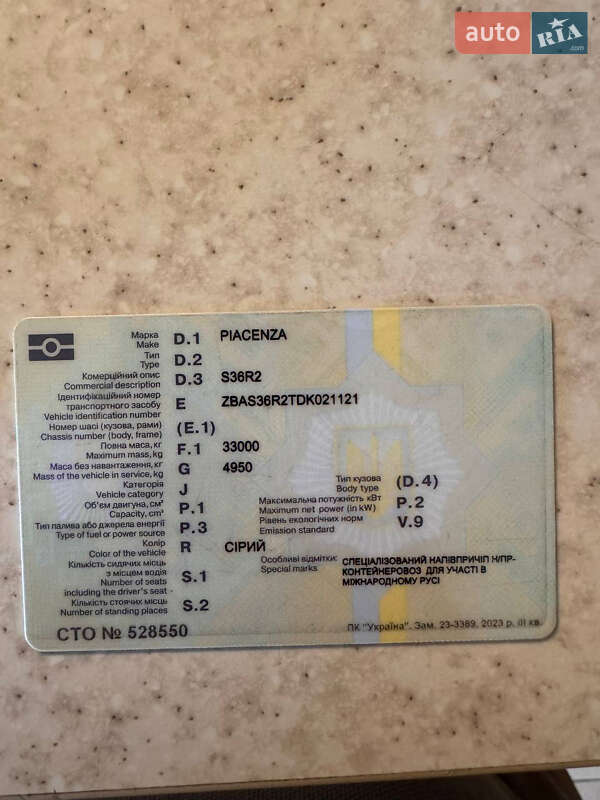 auto RIA.com
Марка D.1 PIACENZA
Make
Тип D.2
Type
Комерційний опис D.3 S36R2
Commercial description
Ідентифікаційний номер
транспортного засобу E ZBAS36R2TDK021121
Vehicle identification number
Номер шасі (кузова, рами) (E.1)
Chassis number (body, frame)
Повна маса, кг F.1 33000
Maximum mass, kg
Маса без навантаження, кг G 4950
Mass of the vehicle in service, kg
Категорія J
Vehicle category
Об'єм двигуна, см³ P.1
Capacity, cm³
Тип палива або джерела енергії P.3
Type of fuel or power source
Колір R СІРИЙ
Color of the vehicle
Кількість сидячих місць
з місцем водія S.1
Number of seats
including the driver's seat
Кількість стоячих місць S.2
Number of standing places
Тип кузова (D.4)
Body type
Максимальна потужність кВт P.2
Maximum net power (in kW)
Рівень екологічних норм V.9
Emission standard
Особливі відмітки: СПЕЦІАЛІЗОВАНИЙ НАПІВПРИЧІП Н/ПР-
Special marks КОНТЕЙНЕРОВОЗ ДЛЯ УЧАСТІ В
МІЖНАРОДНОМУ РУСІ
СТО № 528550
ПК "Україна". Зам. 23-3389, 2023 р. III кв.